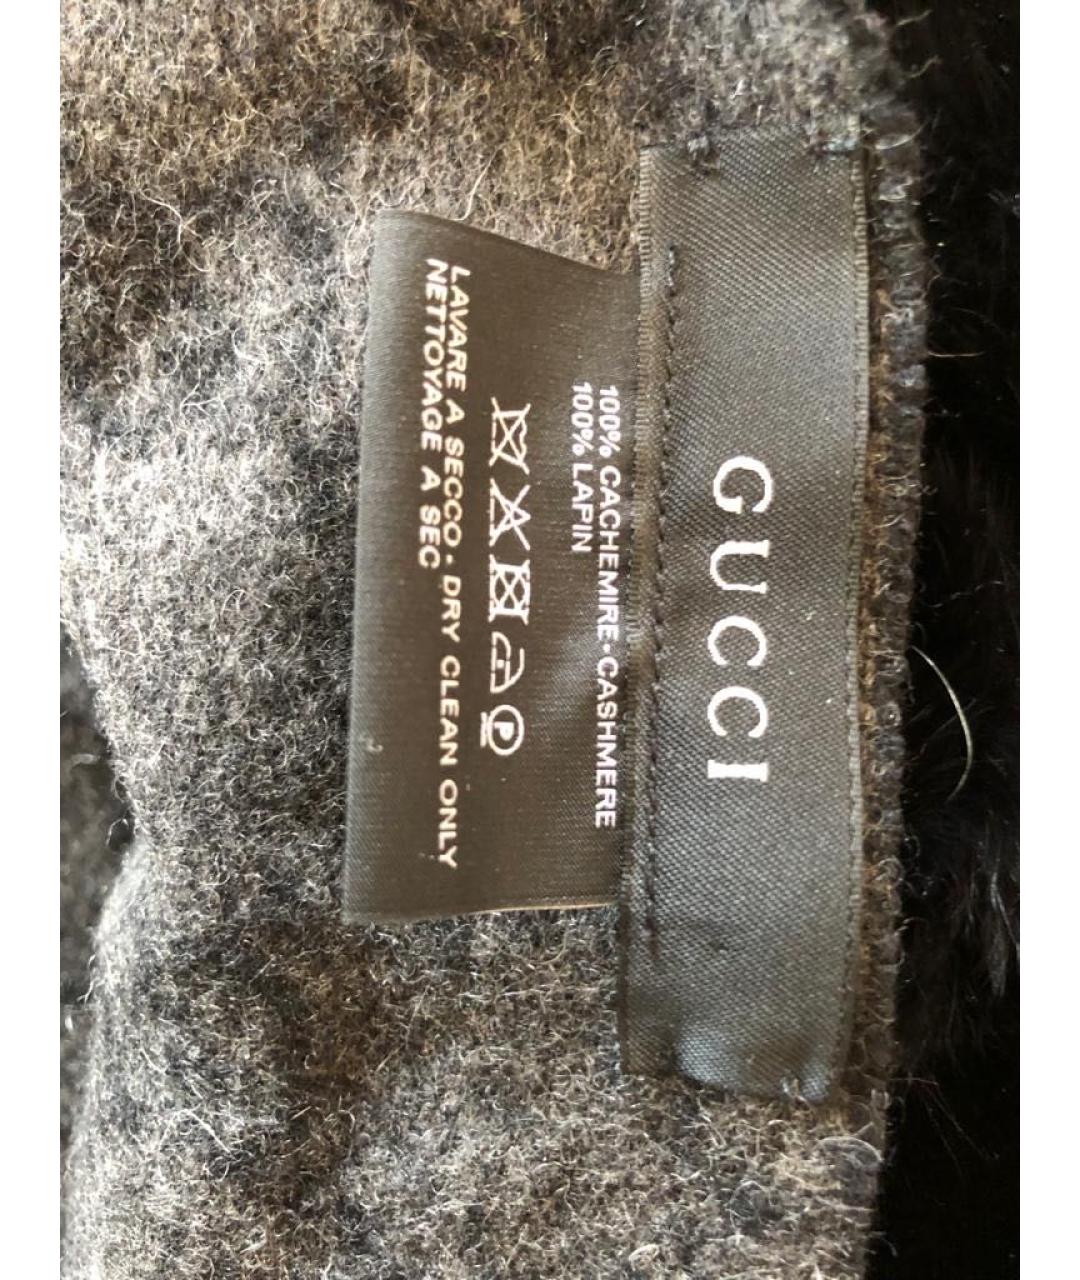 GUCCI
100% CACHEMIRE·CASHMERE
100% LAPIN
P
LAVARE A SECCO. DRY CLEAN ONLY
NETTOYAGE A SEC